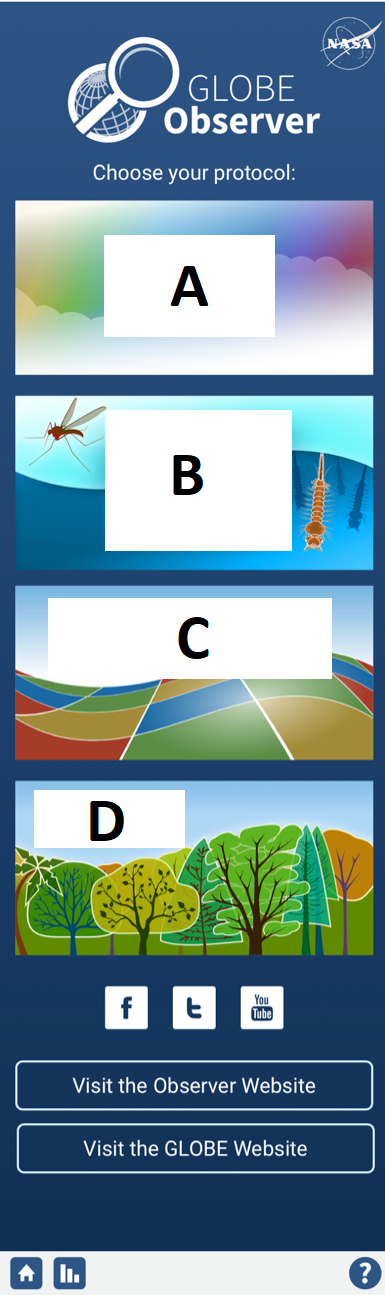 NASA
GLOBE
Observer
Choose your protocol:
A
B
C
D
f
t
You
Tube
Visit the Observer Website
Visit the GLOBE Website
?